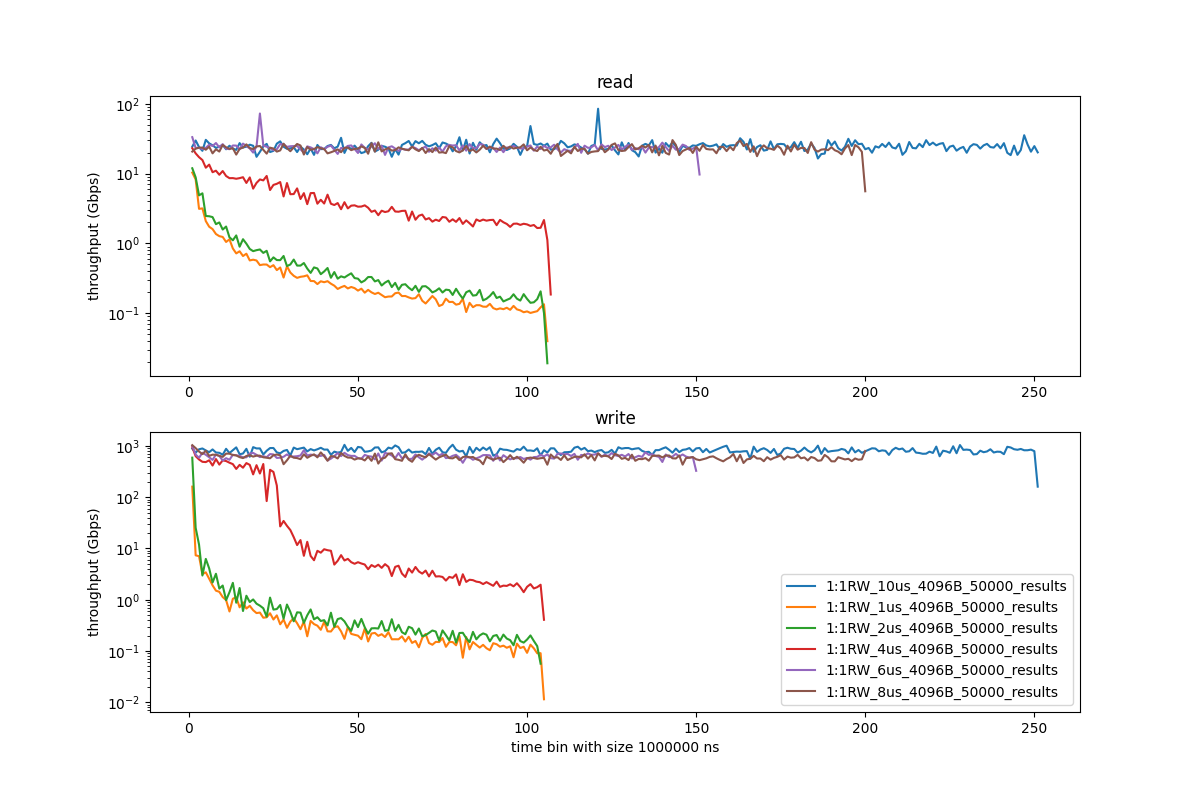 read
throughput (Gbps)
10²
10¹
10⁰
10⁻¹
0 50 100 150 200 250
write
throughput (Gbps)
10³
10²
10¹
10⁰
10⁻¹
10⁻²
1:1RW_10us_4096B_50000_results
1:1RW_1us_4096B_50000_results
1:1RW_2us_4096B_50000_results
1:1RW_4us_4096B_50000_results
1:1RW_6us_4096B_50000_results
1:1RW_8us_4096B_50000_results
0 50 100 150 200 250
time bin with size 1000000 ns